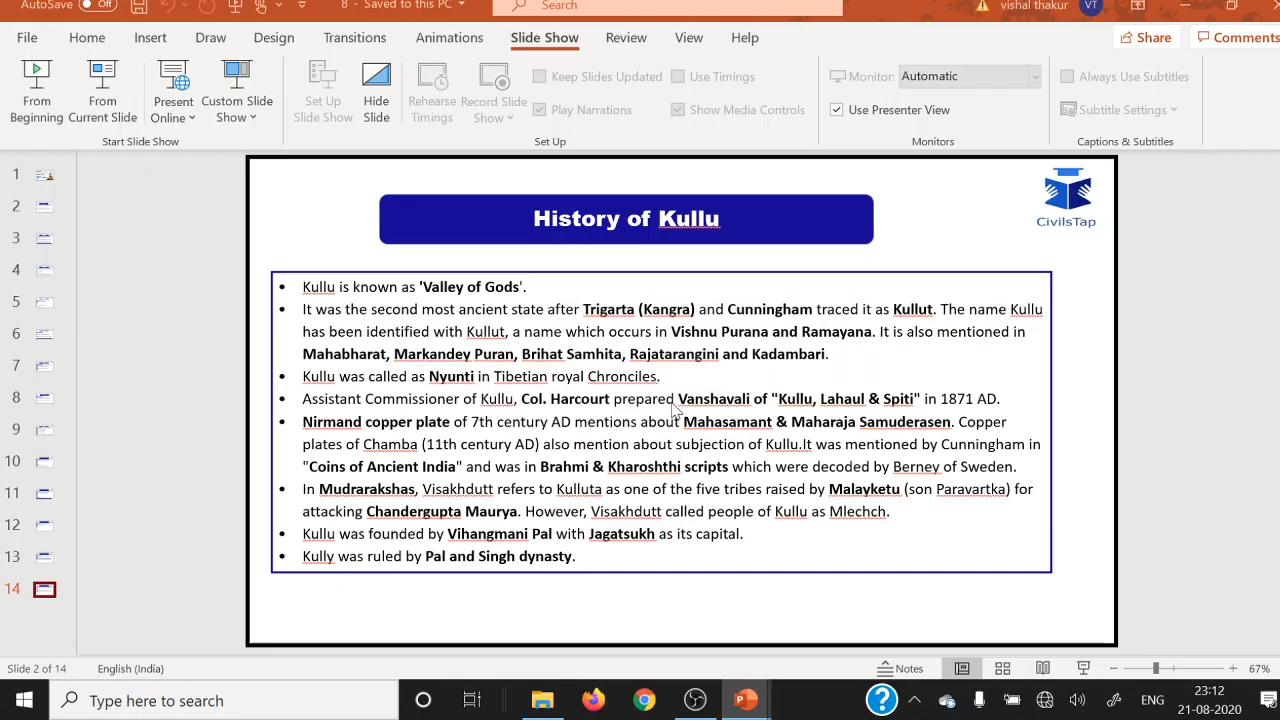 AutoSave Off 8 - Saved to this PC Search vishal thakur VT
File Home Insert Draw Design Transitions Animations Slide Show Review View Help Share Comments
From Beginning
From Current Slide
Present Online
Custom Slide Show
Start Slide Show
Set Up Slide Show
Hide Slide
Rehearse Timings
Record Slide Show
Keep Slides Updated
Play Narrations
Use Timings
Show Media Controls
Set Up
Monitor: Automatic
Use Presenter View
Monitors
Always Use Subtitles
Subtitle Settings
Captions & Subtitles
1
2
3
4
5
6
7
8
9
10
11
12
13
14
CivilsTap
History of Kullu
• Kullu is known as 'Valley of Gods'.
• It was the second most ancient state after Trigarta (Kangra) and Cunningham traced it as Kullut. The name Kullu
has been identified with Kullut, a name which occurs in Vishnu Purana and Ramayana. It is also mentioned in
Mahabharat, Markandey Puran, Brihat Samhita, Rajatarangini and Kadambari.
• Kullu was called as Nyunti in Tibetian royal Chronciles.
• Assistant Commissioner of Kullu, Col. Harcourt prepared Vanshavali of "Kullu, Lahaul & Spiti" in 1871 AD.
• Nirmand copper plate of 7th century AD mentions about Mahasamant & Maharaja Samuderasen. Copper
plates of Chamba (11th century AD) also mention about subjection of Kullu.It was mentioned by Cunningham in
"Coins of Ancient India" and was in Brahmi & Kharoshthi scripts which were decoded by Berney of Sweden.
• In Mudrarakshas, Visakhdutt refers to Kulluta as one of the five tribes raised by Malayketu (son Paravartka) for
attacking Chandergupta Maurya. However, Visakhdutt called people of Kullu as Mlechch.
• Kullu was founded by Vihangmani Pal with Jagatsukh as its capital.
• Kully was ruled by Pal and Singh dynasty.
Slide 2 of 14 English (India) Notes 67%
Type here to search ENG 23:12
21-08-2020